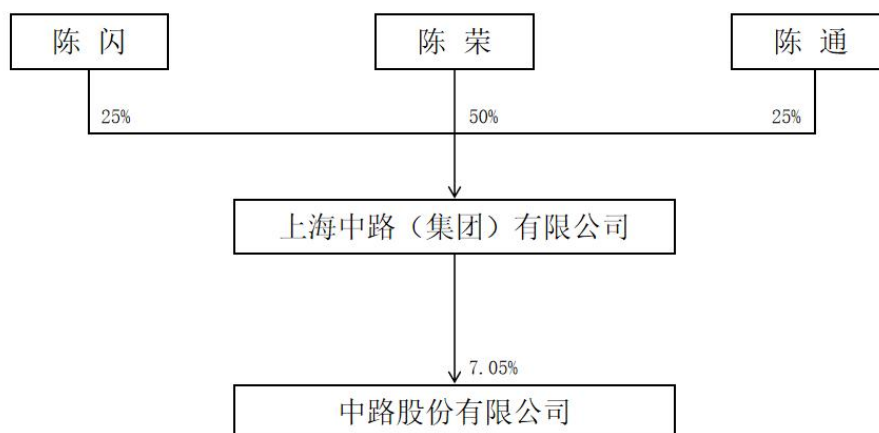 陈 闪
陈 荣
陈 通
25%
50%
25%
上海中路（集团）有限公司
7.05%
中路股份有限公司